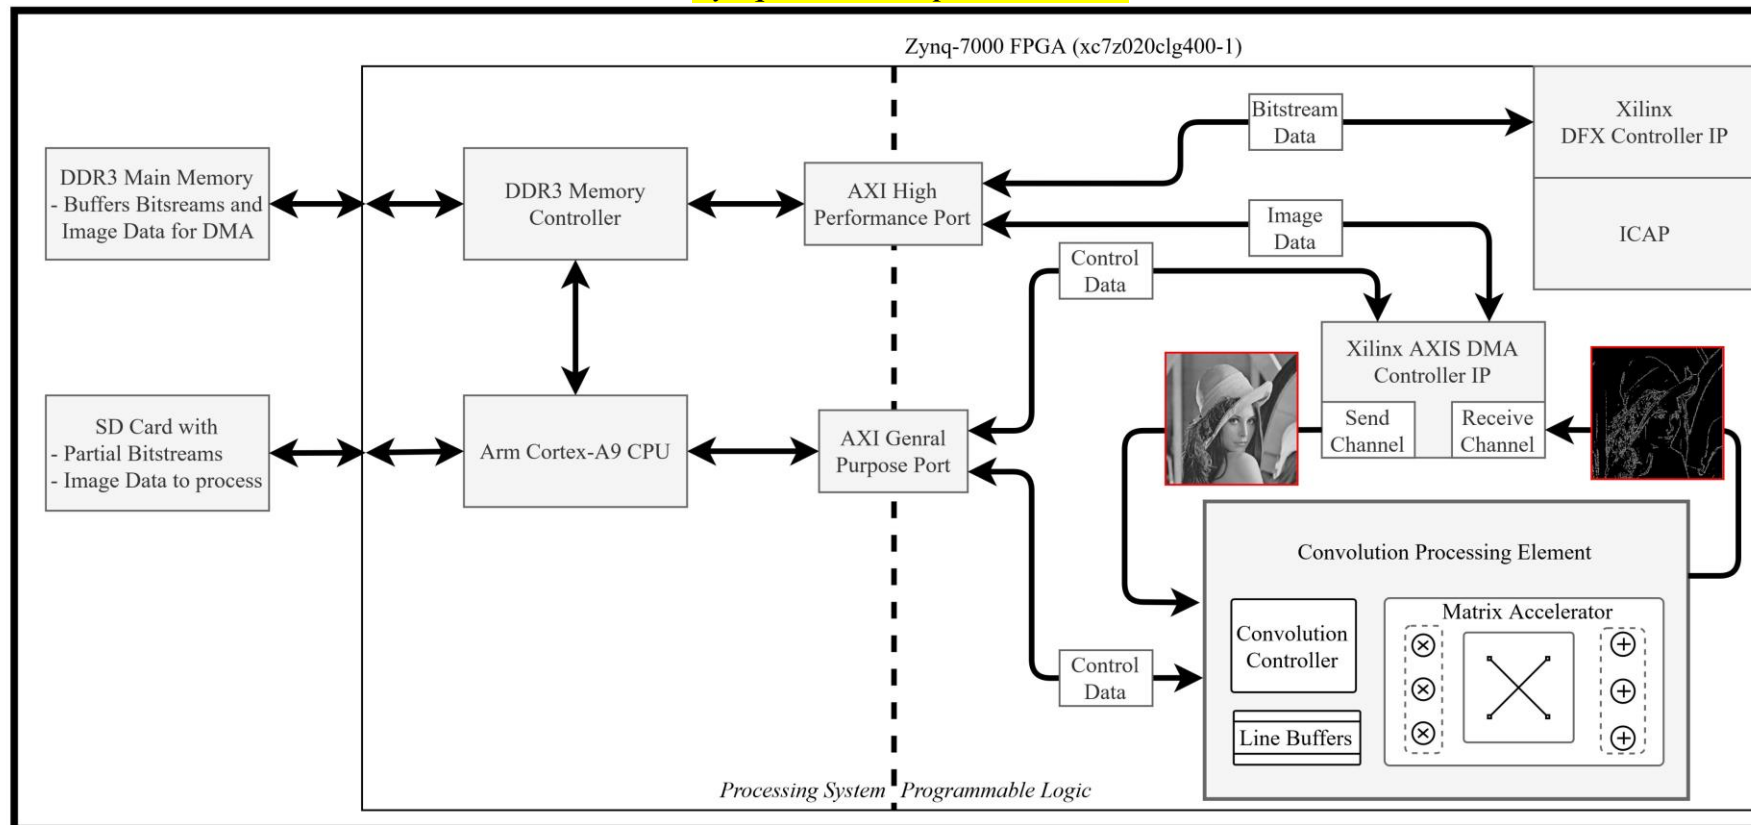 Zynq-7000 FPGA (xc7z020clg400-1)
Bitstream
Data
Xilinx
DFX Controller IP
DDR3 Main Memory
- Buffers Bitsreams and
Image Data for DMA
DDR3 Memory
Controller
AXI High
Performance Port
Image
Data
ICAP
Control
Data
Xilinx AXIS DMA
Controller IP
Send
Channel
Receive
Channel
SD Card with
- Partial Bitstreams
- Image Data to process
Arm Cortex-A9 CPU
AXI Genral
Purpose Port
Convolution Processing Element
Convolution
Controller
Line Buffers
Matrix Accelerator
Control
Data
Processing System
Programmable Logic